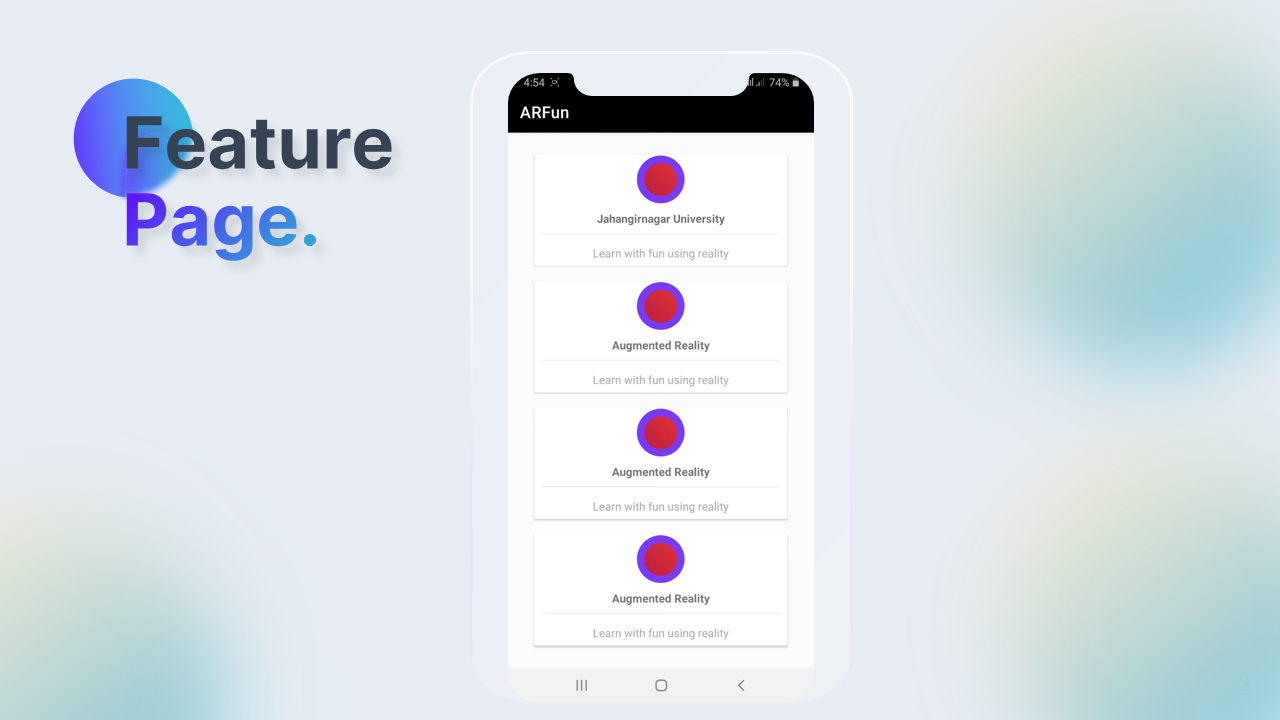 Feature
Page.
4:54
74%
ARFun
Jahangirnagar University
Learn with fun using reality
Augmented Reality
Learn with fun using reality
Augmented Reality
Learn with fun using reality
Augmented Reality
Learn with fun using reality